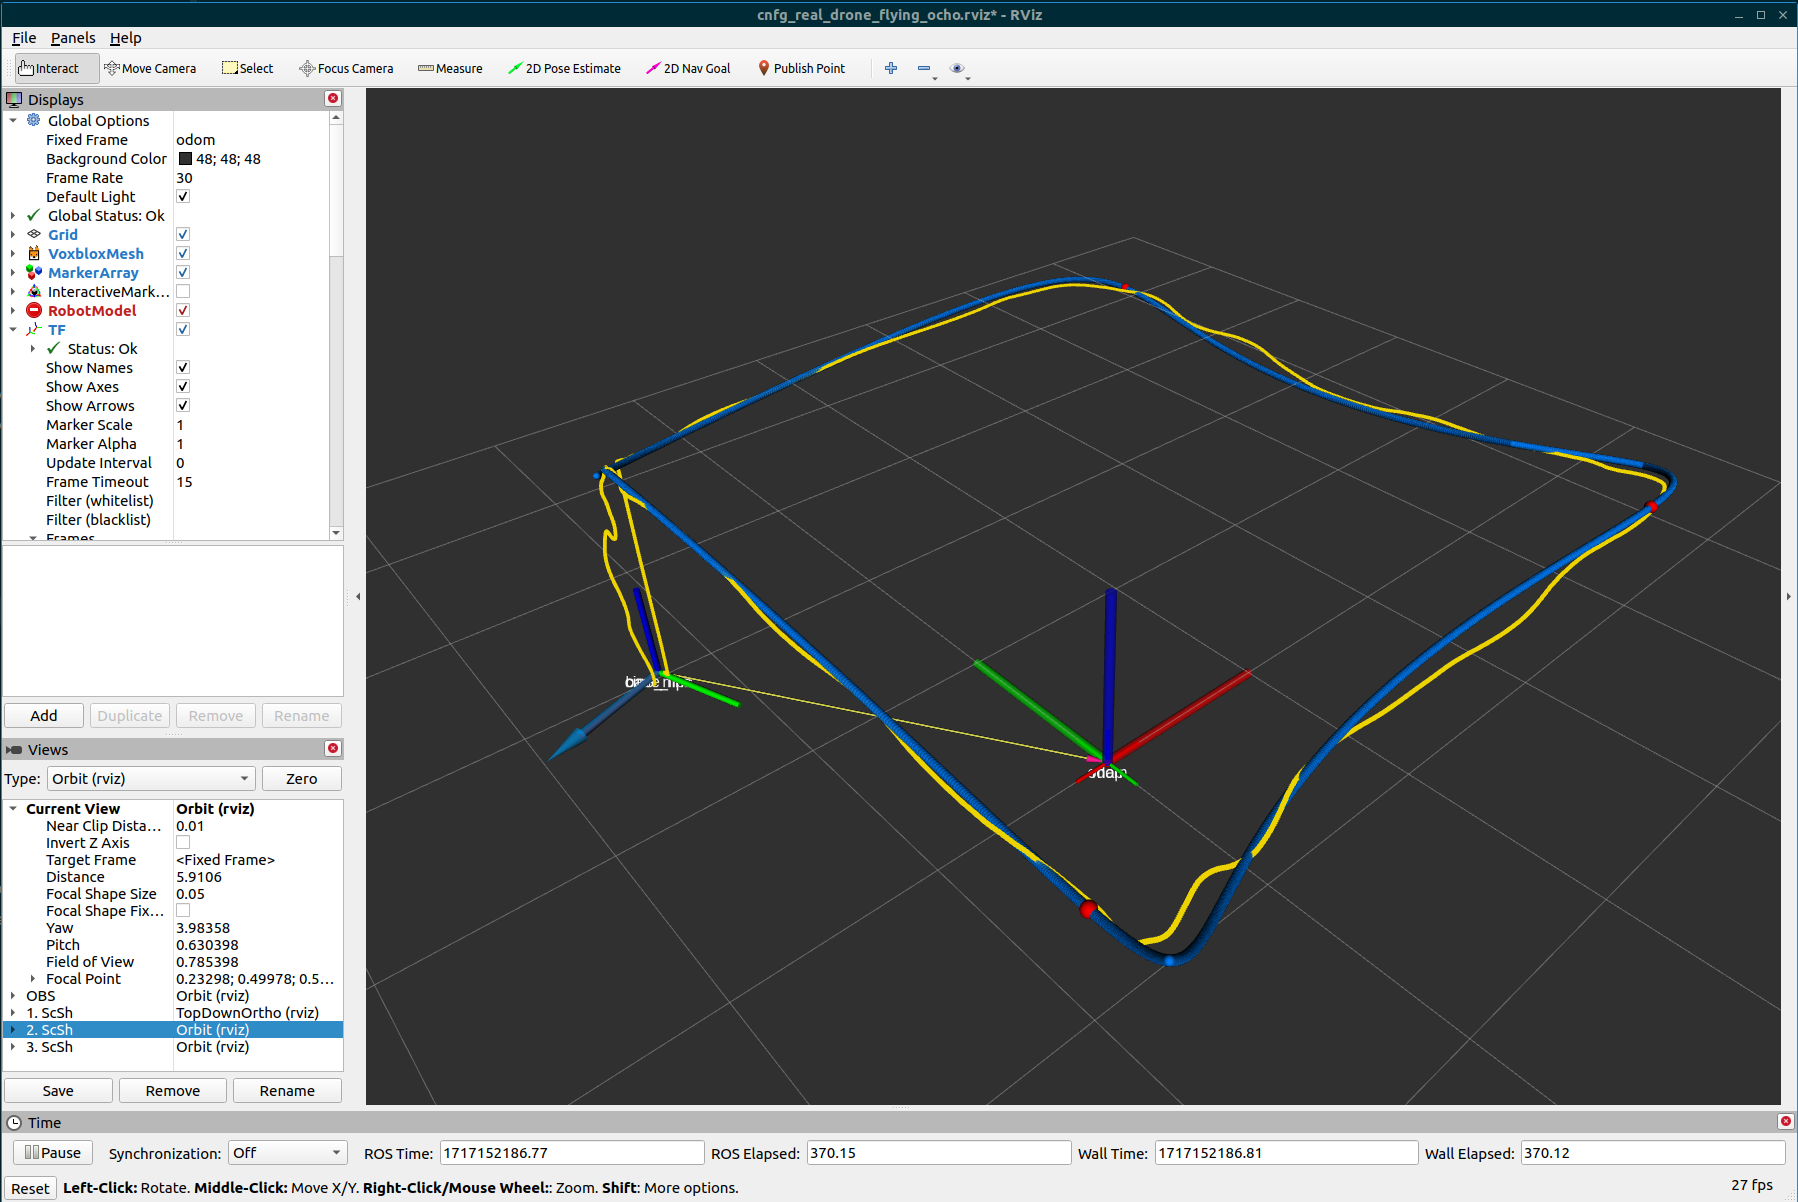 cnfg_real_drone_flying_ocho.rviz* - RViz
File Panels Help
Interact Move Camera Select Focus Camera Measure 2D Pose Estimate 2D Nav Goal Publish Point
Displays
Global Options
Fixed Frame odom
Background Color 48; 48; 48
Frame Rate 30
Default Light
Global Status: Ok
Grid
VoxbloxMesh
MarkerArray
InteractiveMark...
RobotModel
TF
Status: Ok
Show Names
Show Axes
Show Arrows
Marker Scale 1
Marker Alpha 1
Update Interval 0
Frame Timeout 15
Filter (whitelist)
Filter (blacklist)
Frames
Add Duplicate Remove Rename
Views
Type: Orbit (rviz) Zero
Current View Orbit (rviz)
Near Clip Dista... 0.01
Invert Z Axis
Target Frame <Fixed Frame>
Distance 5.9106
Focal Shape Size 0.05
Focal Shape Fix...
Yaw 3.98358
Pitch 0.630398
Field of View 0.785398
Focal Point 0.23298; 0.49978; 0.5...
OBS Orbit (rviz)
1. ScSh TopDownOrtho (rviz)
2. ScSh Orbit (rviz)
3. ScSh Orbit (rviz)
Save Remove Rename
Time
Pause Synchronization: Off ROS Time: 1717152186.77 ROS Elapsed: 370.15 Wall Time: 1717152186.81 Wall Elapsed: 370.12
Reset Left-Click: Rotate. Middle-Click: Move X/Y. Right-Click/Mouse Wheel:: Zoom. Shift: More options. 27 fps